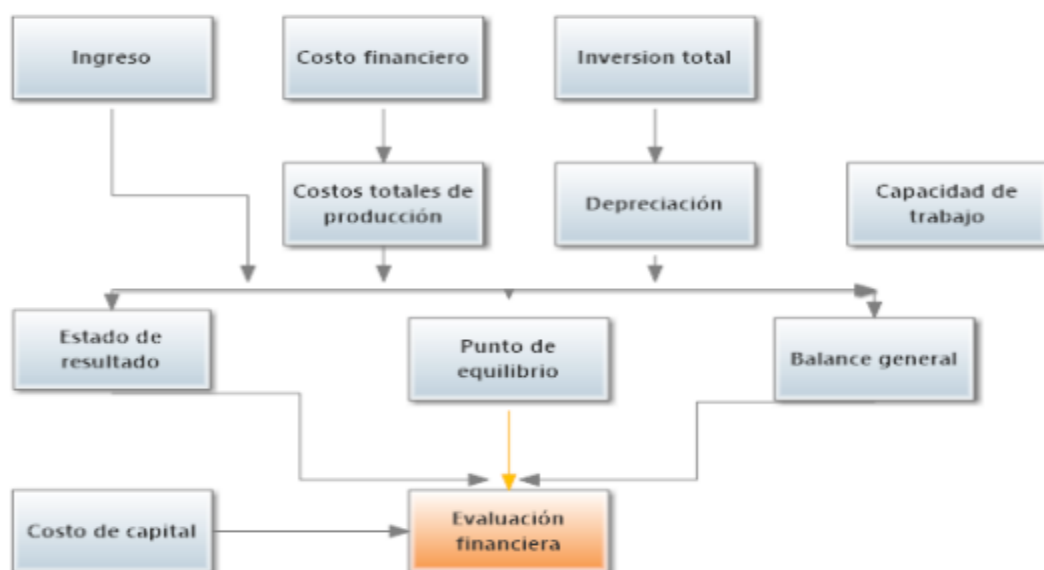 Ingreso
Costo financiero
Inversion total
Costos totales de
producción
Depreciación
Capacidad de
trabajo
Estado de
resultado
Punto de
equilibrio
Balance general
Costo de capital
Evaluación
financiera